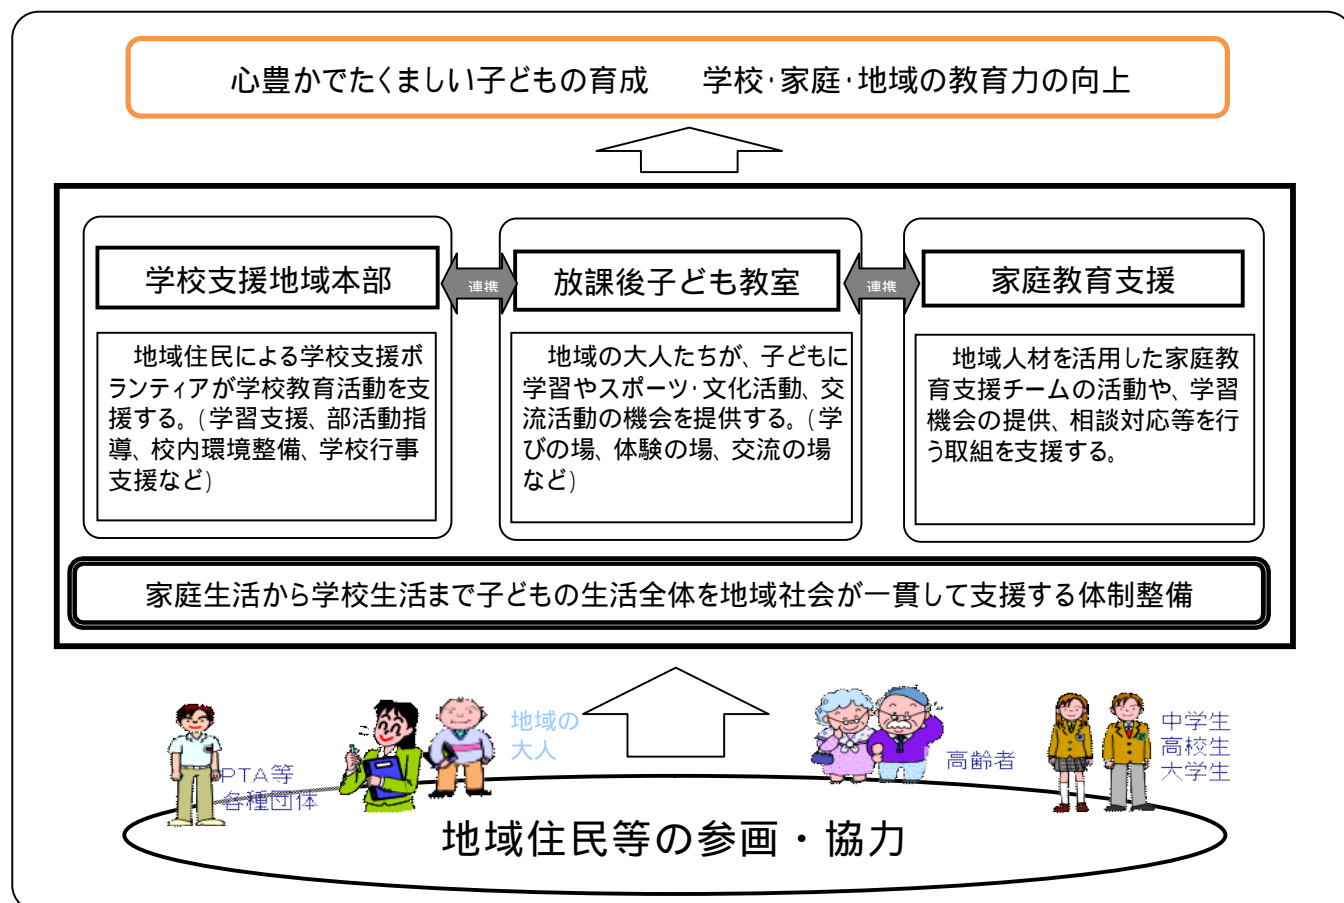 心豊かでたくましい子どもの育成　　学校・家庭・地域の教育力の向上
学校支援地域本部
連携
放課後子ども教室
連携
家庭教育支援
地域住民による学校支援ボ
ランティアが学校教育活動を支
援する。(学習支援、部活動指
導、校内環境整備、学校行事
支援など)
地域の大人たちが、子どもに
学習やスポーツ・文化活動、交
流活動の機会を提供する。(学
びの場、体験の場、交流の場
など)
地域人材を活用した家庭教
育支援チームの活動や、学習
機会の提供、相談対応等を行
う取組を支援する。
家庭生活から学校生活まで子どもの生活全体を地域社会が一貫して支援する体制整備
PTA等
各種団体
地域の
大人
高齢者
中学生
高校生
大学生
地域住民等の参画・協力